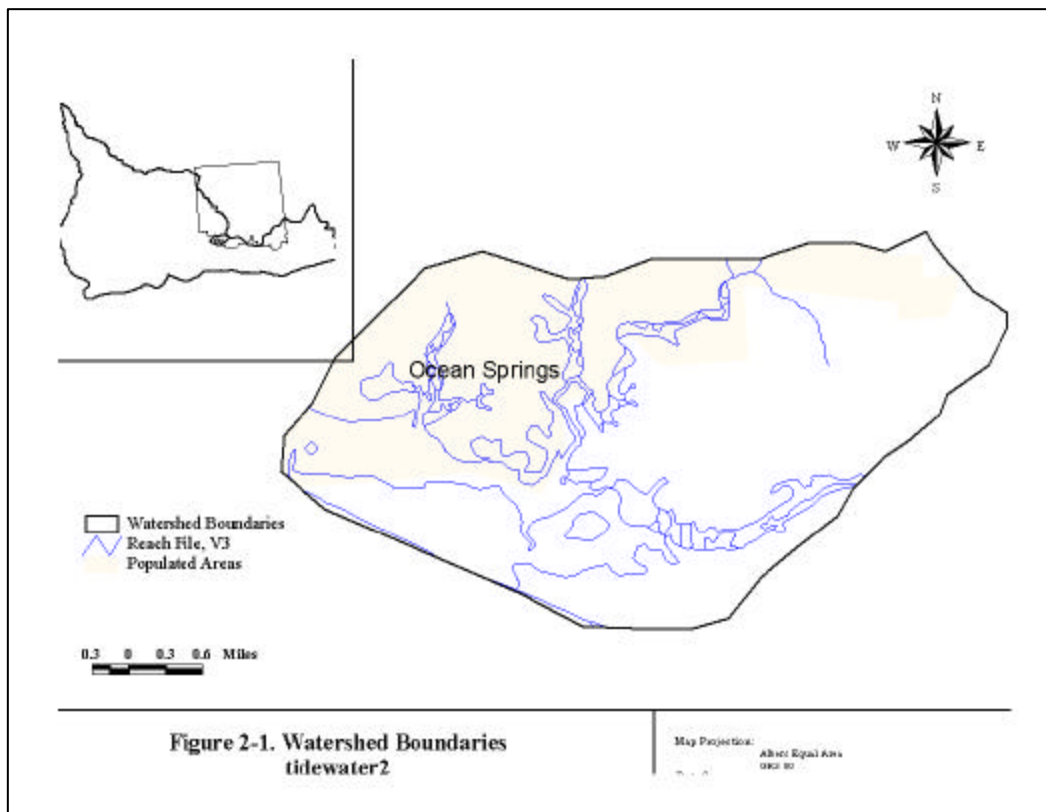 N
W E
S
Ocean Springs
Watershed Boundaries
Reach File, V3
Populated Areas
0.3 0 0.3 0.6 Miles
Figure 2-1. Watershed Boundaries
tidewater2
Map Projection:
Albers Equal Area